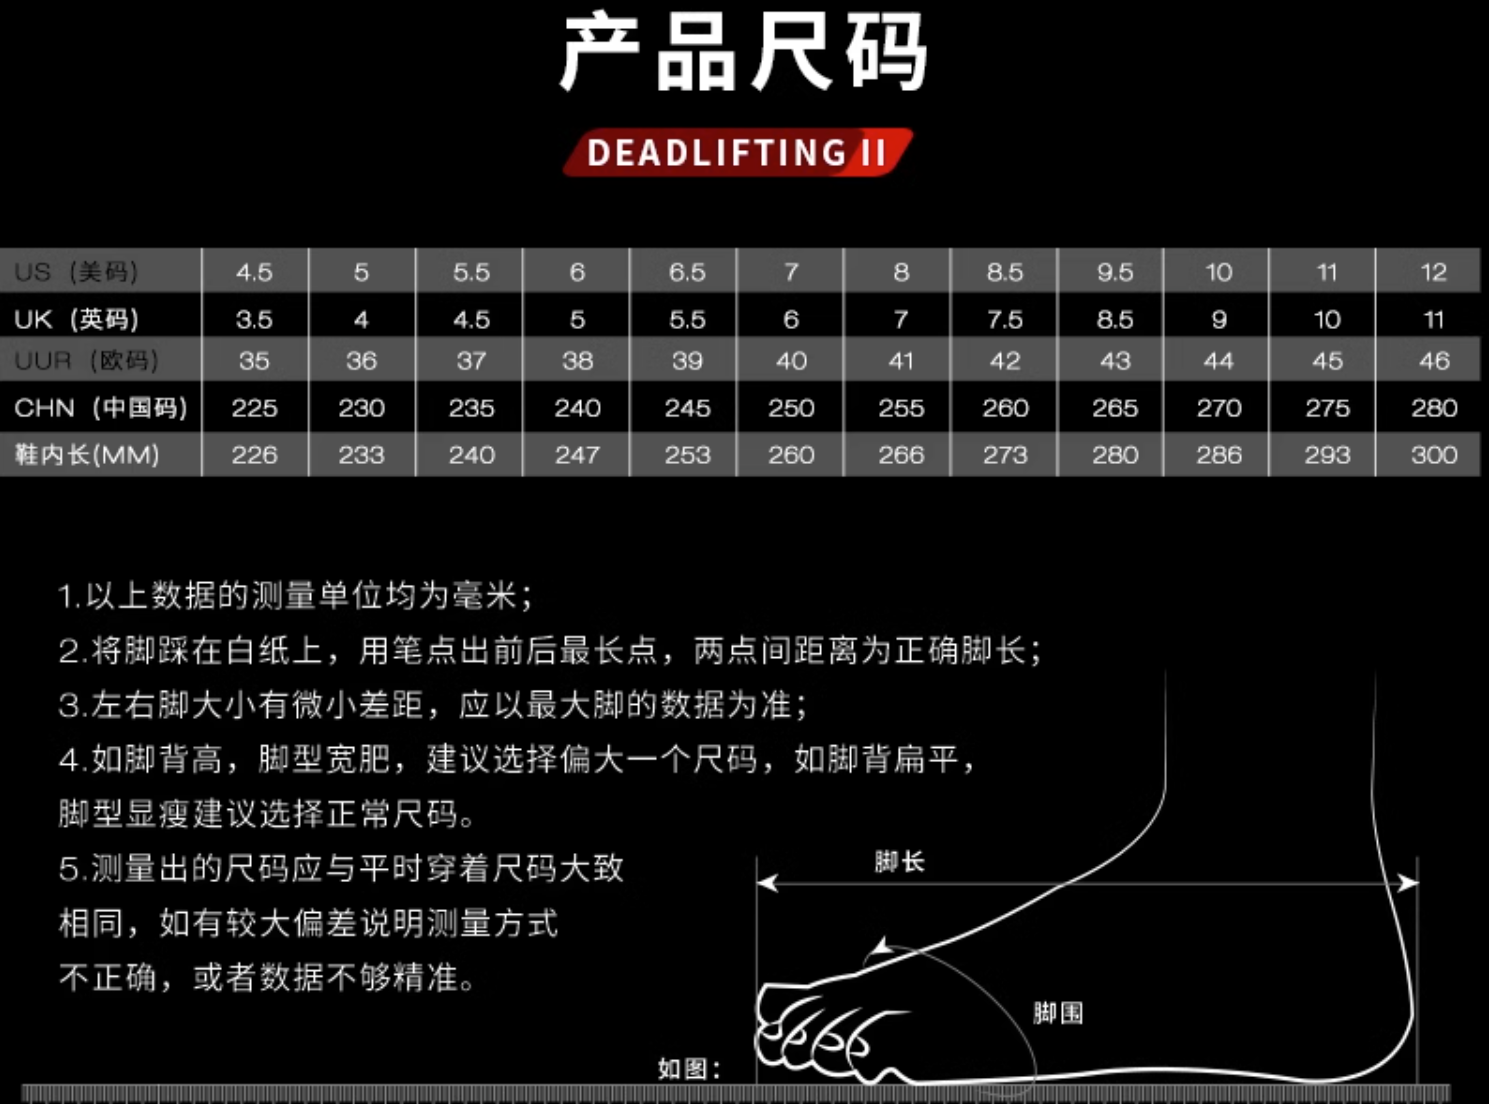 产品尺码
DEADLIFTING II
US (美码) 4.5 5 5.5 6 6.5 7 8 8.5 9.5 10 11 12
UK (英码) 3.5 4 4.5 5 5.5 6 7 7.5 8.5 9 10 11
UUR (欧码) 35 36 37 38 39 40 41 42 43 44 45 46
CHN (中国码) 225 230 235 240 245 250 255 260 265 270 275 280
鞋内长(MM) 226 233 240 247 253 260 266 273 280 286 293 300
1.以上数据的测量单位均为毫米；
2.将脚踩在白纸上，用笔点出前后最长点，两点间距离为正确脚长；
3.左右脚大小有微小差距，应以最大脚的数据为准；
4.如脚背高，脚型宽肥，建议选择偏大一个尺码，如脚背扁平，
脚型显瘦建议选择正常尺码。
5.测量出的尺码应与平时穿着尺码大致
相同，如有较大偏差说明测量方式
不正确，或者数据不够精准。
脚长
脚围
如图：